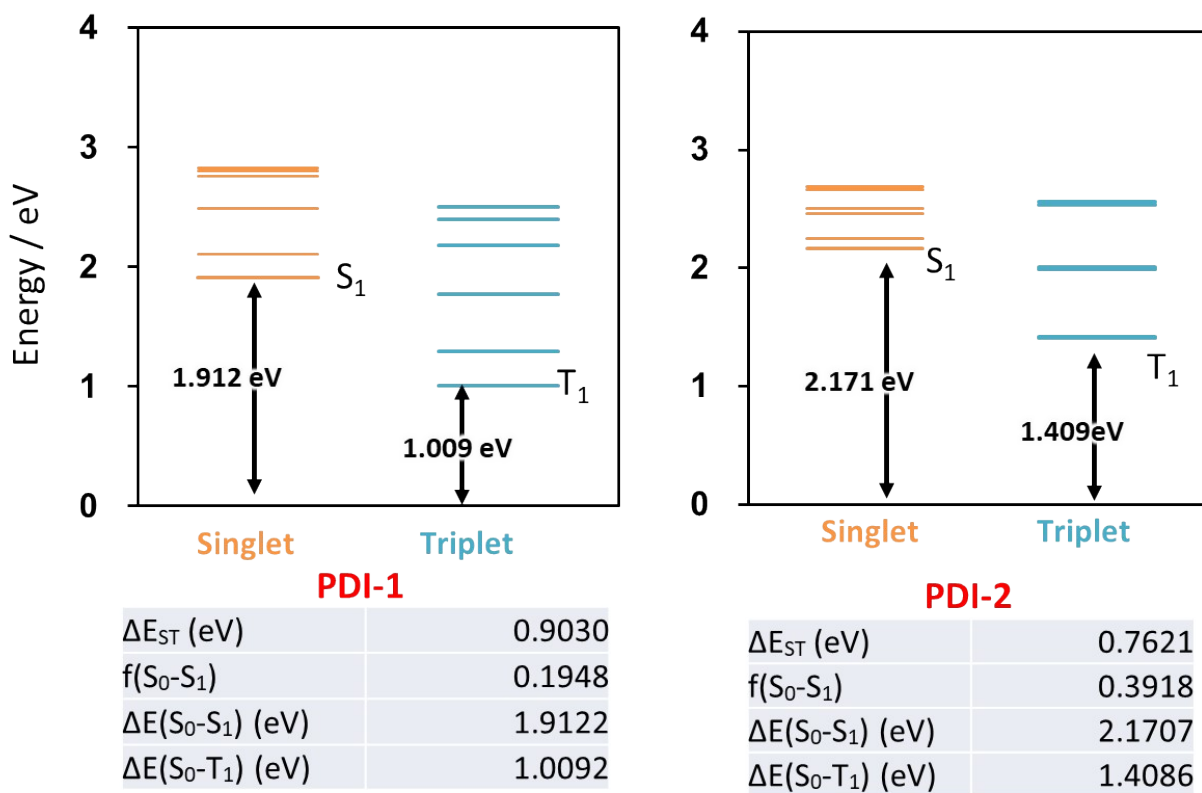 Energy / eV
4
3
2
1
0
S₁
T₁
1.912 eV
1.009 eV
Singlet
Triplet
PDI-1
ΔE_ST (eV) 0.9030
f(S₀-S₁) 0.1948
ΔE(S₀-S₁) (eV) 1.9122
ΔE(S₀-T₁) (eV) 1.0092
4
3
2
1
0
S₁
T₁
2.171 eV
1.409eV
Singlet
Triplet
PDI-2
ΔE_ST (eV) 0.7621
f(S₀-S₁) 0.3918
ΔE(S₀-S₁) (eV) 2.1707
ΔE(S₀-T₁) (eV) 1.4086